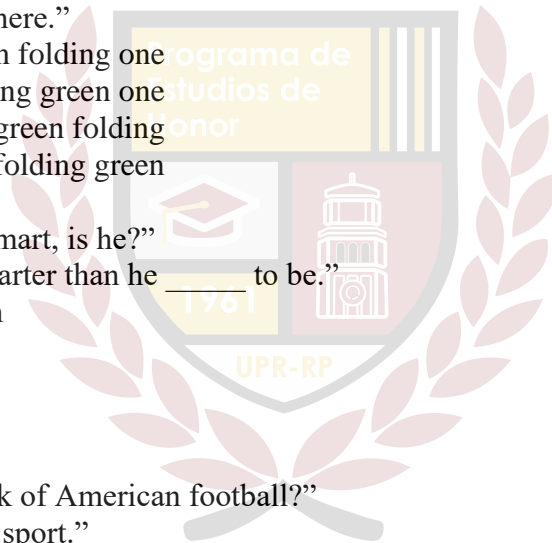 here.”
n folding one
ng green one
green folding
folding green
mart, is he?”
arter than he _____ to be.”
k of American football?”
sport.”
Programa de
Estudios de
Honor
1961
UPR-RP